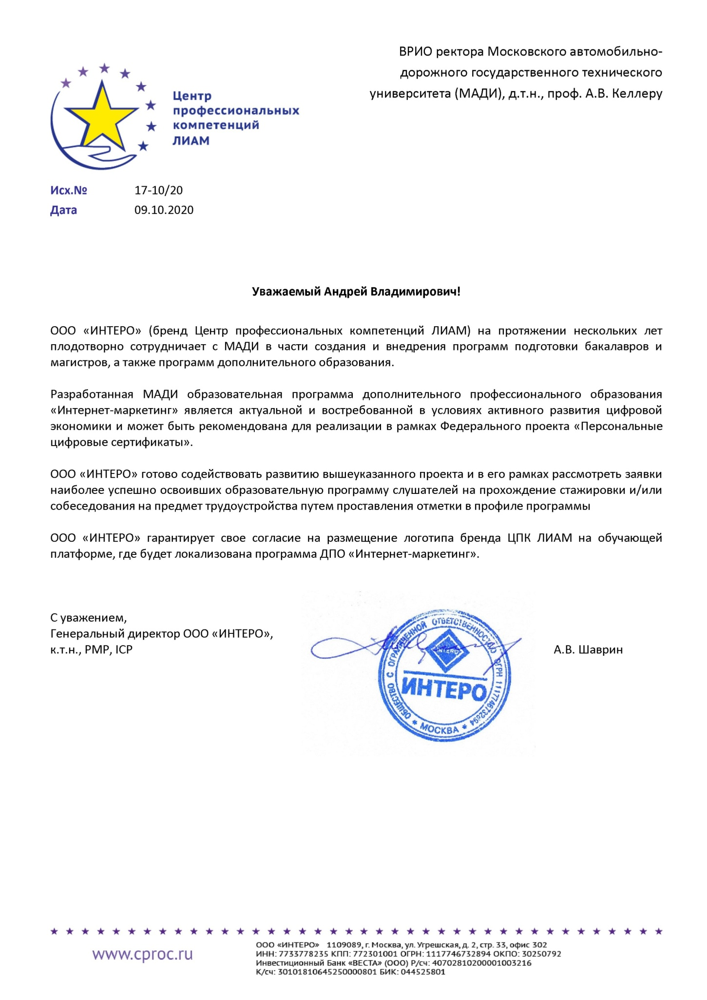 ВРИО ректора Московского автомобильно-
дорожного государственного технического
университета (МАДИ), д.т.н., проф. А.В. Келлеру
Центр
профессиональных
компетенций
ЛИАМ
Исх.№ 17-10/20
Дата 09.10.2020
Уважаемый Андрей Владимирович!
ООО «ИНТЕРО» (бренд Центр профессиональных компетенций ЛИАМ) на протяжении нескольких лет
плодотворно сотрудничает с МАДИ в части создания и внедрения программ подготовки бакалавров и
магистров, а также программ дополнительного образования.
Разработанная МАДИ образовательная программа дополнительного профессионального образования
«Интернет-маркетинг» является актуальной и востребованной в условиях активного развития цифровой
экономики и может быть рекомендована для реализации в рамках Федерального проекта «Персональные
цифровые сертификаты».
ООО «ИНТЕРО» готово содействовать развитию вышеуказанного проекта и в его рамках рассмотреть заявки
наиболее успешно освоивших образовательную программу слушателей на прохождение стажировки и/или
собеседования на предмет трудоустройства путем проставления отметки в профиле программы
ООО «ИНТЕРО» гарантирует свое согласие на размещение логотипа бренда ЦПК ЛИАМ на обучающей
платформе, где будет локализована программа ДПО «Интернет-маркетинг».
С уважением,
Генеральный директор ООО «ИНТЕРО»,
к.т.н., PMP, ICP
А.В. Шаврин
ОБЩЕСТВО С ОГРАНИЧЕННОЙ ОТВЕТСТВЕННОСТЬЮ ОГРН 1117746732894
INTERO
ИНТЕРО
* МОСКВА *
www.cproc.ru
ООО «ИНТЕРО» 1109089, г. Москва, ул. Угрешская, д. 2, стр. 33, офис 302
ИНН: 7733778235 КПП: 772301001 ОГРН: 1117746732894 ОКПО: 30250792
Инвестиционный Банк «ВЕСТА» (ООО) Р/сч: 40702810200001003216
К/сч: 30101810645250000801 БИК: 044525801